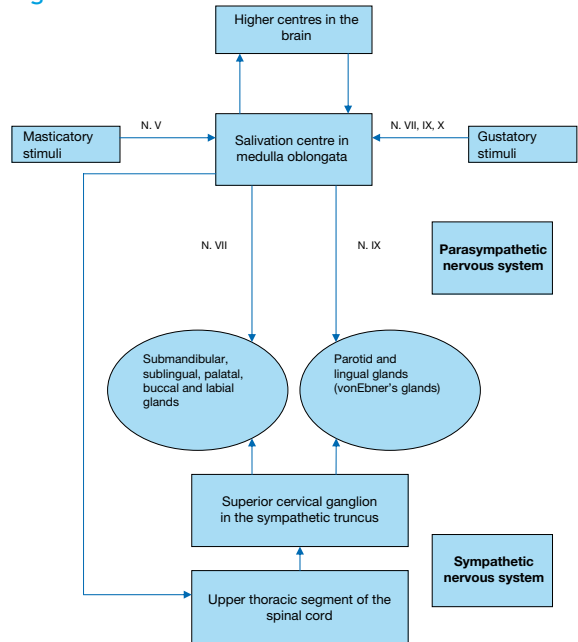 Higher centres in the
brain
N. V
N. VII, IX, X
Masticatory
stimuli
Salivation centre in
medulla oblongata
Gustatory
stimuli
N. VII
N. IX
Parasympathetic
nervous system
Submandibular,
sublingual, palatal,
buccal and labial
glands
Parotid and
lingual glands
(vonEbner's glands)
Superior cervical ganglion
in the sympathetic truncus
Sympathetic
nervous system
Upper thoracic segment of the
spinal cord